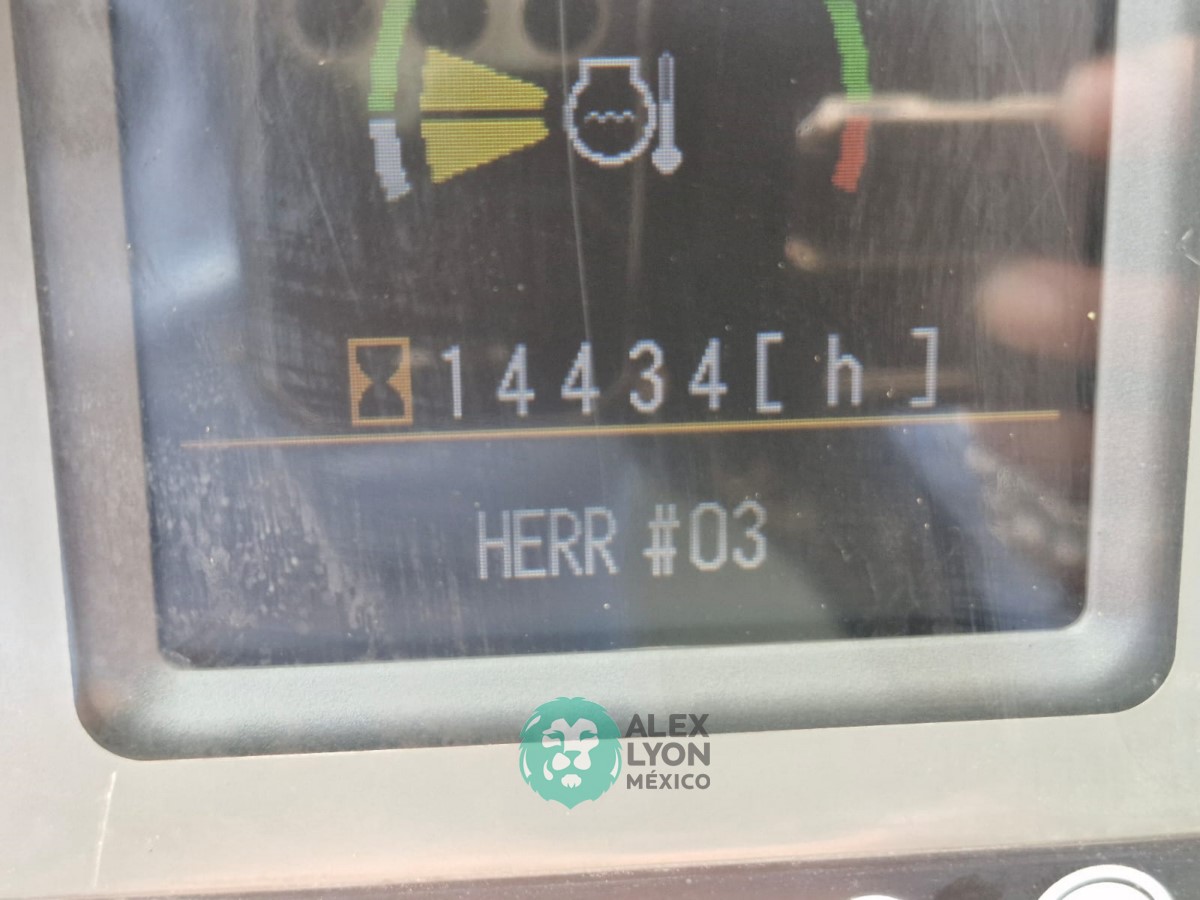 14434[ h ]
HERR #03
ALEX
LYON
MÉXICO